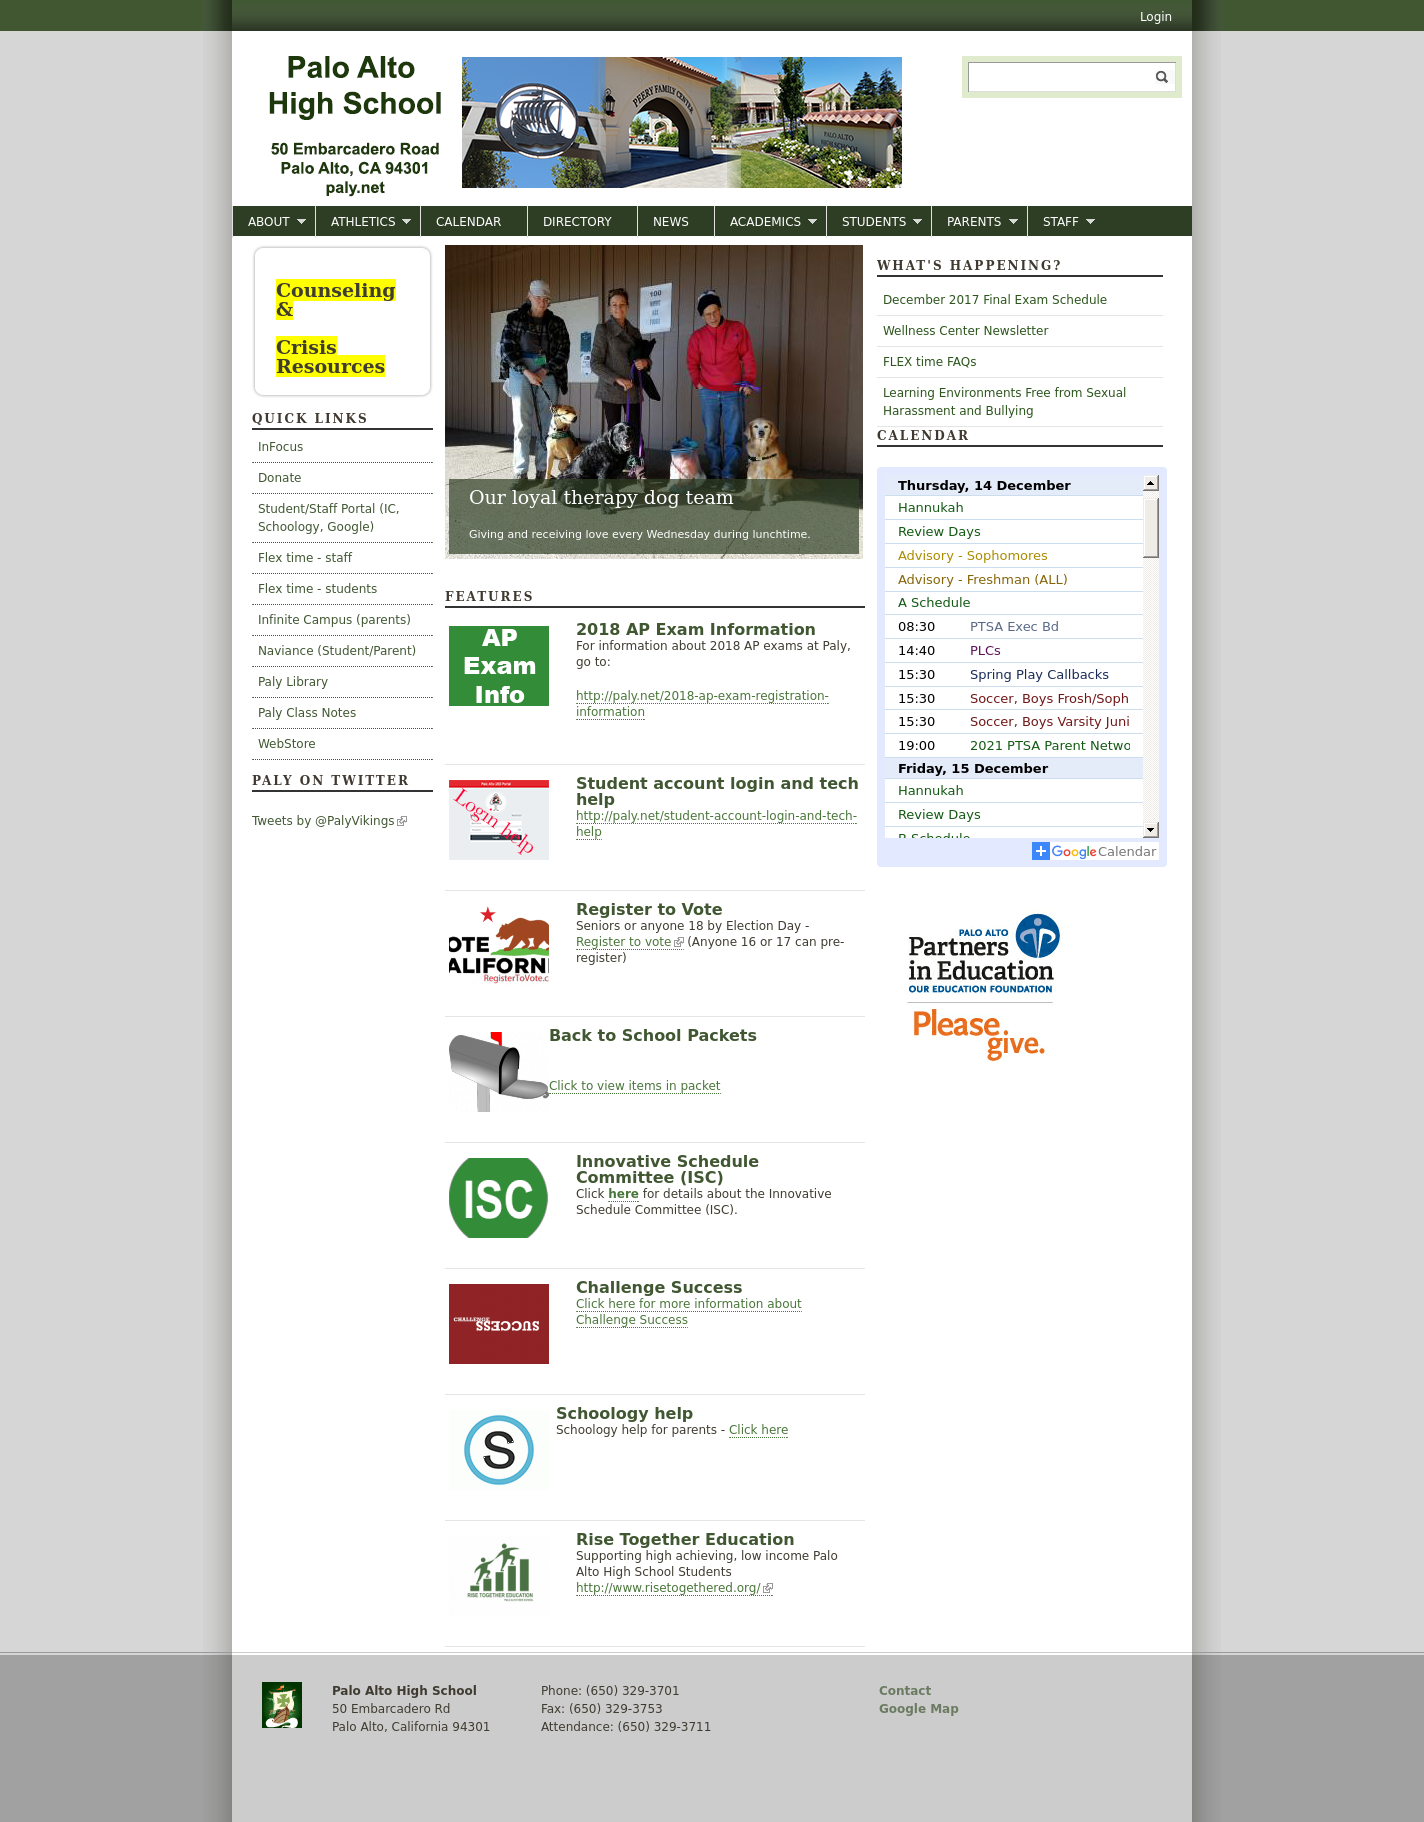 Login
Palo Alto
High School
50 Embarcadero Road
Palo Alto, CA 94301
paly.net
PEERY FAMILY CENTER
PALO ALTO
HIGH SCHOOL
ABOUT
ATHLETICS
CALENDAR
DIRECTORY
NEWS
ACADEMICS
STUDENTS
PARENTS
STAFF
Counseling
&
Crisis
Resources
QUICK LINKS
InFocus
Donate
Student/Staff Portal (IC,
Schoology, Google)
Flex time - staff
Flex time - students
Infinite Campus (parents)
Naviance (Student/Parent)
Paly Library
Paly Class Notes
WebStore
PALY ON TWITTER
Tweets by @PalyVikings
100
Our loyal therapy dog team
Giving and receiving love every Wednesday during lunchtime.
FEATURES
AP
Exam
Info
2018 AP Exam Information
For information about 2018 AP exams at Paly,
go to:
http://paly.net/2018-ap-exam-registration-
information
Login help
Student account login and tech
help
http://paly.net/student-account-login-and-tech-
help
OTE
ALIFORN
RegisterToVote.c
Register to Vote
Seniors or anyone 18 by Election Day -
Register to vote (Anyone 16 or 17 can pre-
register)
Back to School Packets
Click to view items in packet
ISC
Innovative Schedule
Committee (ISC)
Click here for details about the Innovative
Schedule Committee (ISC).
CHALLENGE
SUCCESS
Challenge Success
Click here for more information about
Challenge Success
S
Schoology help
Schoology help for parents - Click here
RISE TOGETHER EDUCATION
Rise Together Education
Supporting high achieving, low income Palo
Alto High School Students
http://www.risetogethered.org/
WHAT'S HAPPENING?
December 2017 Final Exam Schedule
Wellness Center Newsletter
FLEX time FAQs
Learning Environments Free from Sexual
Harassment and Bullying
CALENDAR
Thursday, 14 December
Hannukah
Review Days
Advisory - Sophomores
Advisory - Freshman (ALL)
A Schedule
08:30 PTSA Exec Bd
14:40 PLCs
15:30 Spring Play Callbacks
15:30 Soccer, Boys Frosh/Soph
15:30 Soccer, Boys Varsity Juni
19:00 2021 PTSA Parent Netwo
Friday, 15 December
Hannukah
Review Days
B Schedule
Google Calendar
PALO ALTO
Partners
in Education
OUR EDUCATION FOUNDATION
Please
give.
Palo Alto High School
50 Embarcadero Rd
Palo Alto, California 94301
Phone: (650) 329-3701
Fax: (650) 329-3753
Attendance: (650) 329-3711
Contact
Google Map